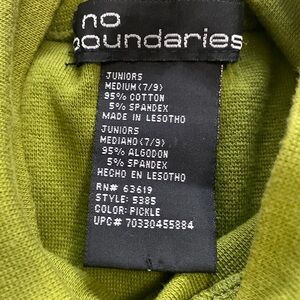 no
boundaries
JUNIORS
MEDIUM (7/9)
95% COTTON
5% SPANDEX
MADE IN LESOTHO
JUNIORS
MEDIANO (7/9)
95% ALGODON
5% SPANDEX
HECHO EN LESOTHO
RN# 63619
STYLE: 5385
COLOR: PICKLE
UPC# 70330455884